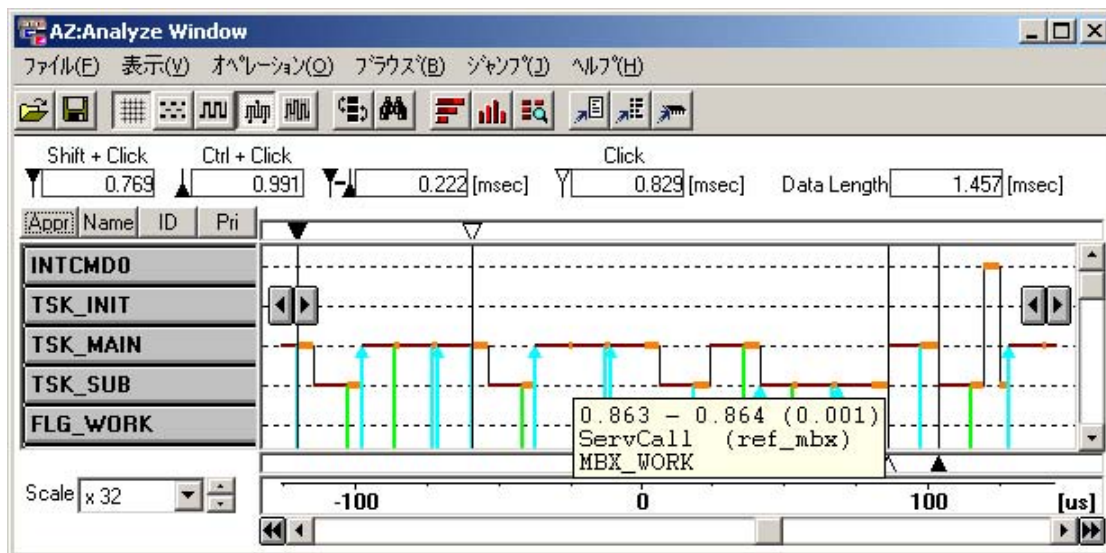 AZ:Analyze Window
ファイル(F) 表示(V) オペレーション(O) ブラウズ(B) ジャンプ(J) ヘルプ(H)
Shift + Click Ctrl + Click Click
0.769 0.991 0.222 [msec] 0.829 [msec] Data Length 1.457 [msec]
Appr Name ID Pri
INTCMD0
TSK_INIT
TSK_MAIN
TSK_SUB
FLG_WORK
0.863 – 0.864 (0.001)
ServCall (ref_mbx)
MBX_WORK
Scale x 32
-100 0 100 [us]